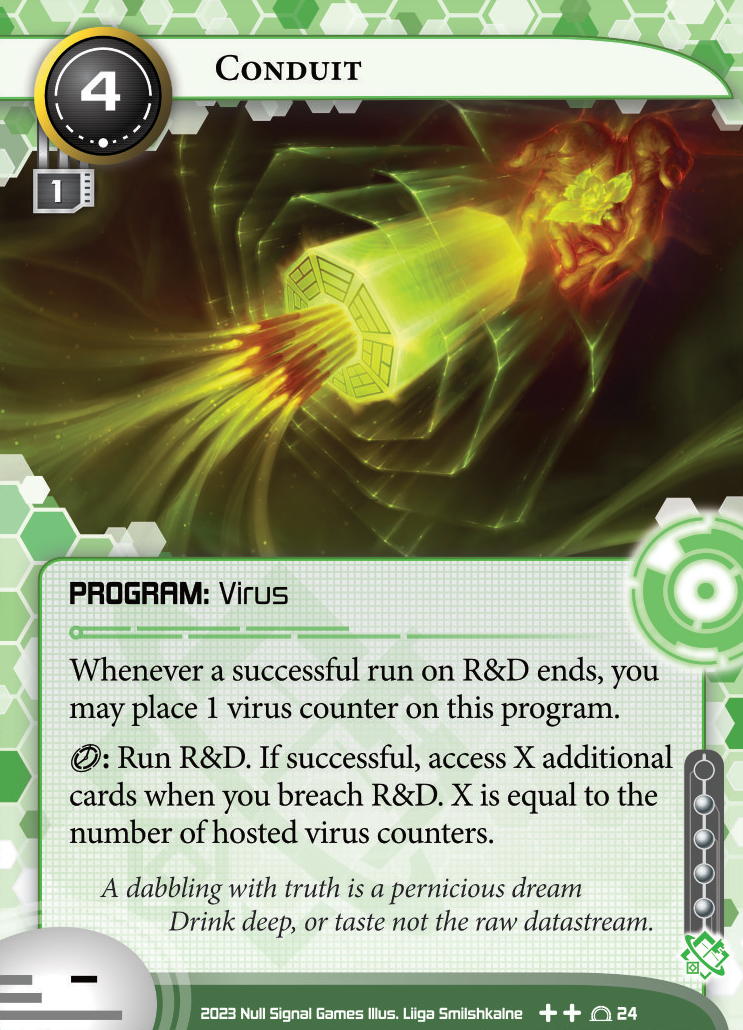 4
Conduit
1
PROGRAM: Virus
Whenever a successful run on R&D ends, you
may place 1 virus counter on this program.
: Run R&D. If successful, access X additional
cards when you breach R&D. X is equal to the
number of hosted virus counters.
A dabbling with truth is a pernicious dream
Drink deep, or taste not the raw datastream.
2023 Null Signal Games Illus. Liiga Smilshkalne ++ 24